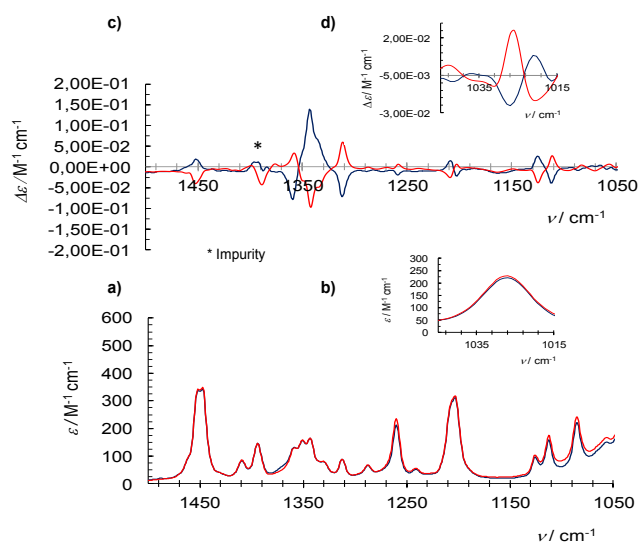 c)
d)
2,00E-02
-5,00E-03
-3,00E-02
1035
1015
Δε / M⁻¹ cm⁻¹
ν / cm⁻¹
2,00E-01
1,50E-01
1,00E-01
5,00E-02
0,00E+00
-5,00E-02
-1,00E-01
-1,50E-01
-2,00E-01
Δε / M⁻¹ cm⁻¹
*
1450
1350
1250
1150
1050
ν / cm⁻¹
* Impurity
a)
b)
300
250
200
150
100
50
0
ε / M⁻¹ cm⁻¹
1035
1015
ν / cm⁻¹
600
500
400
300
200
100
0
ε / M⁻¹ cm⁻¹
1450
1350
1250
1150
1050
ν / cm⁻¹